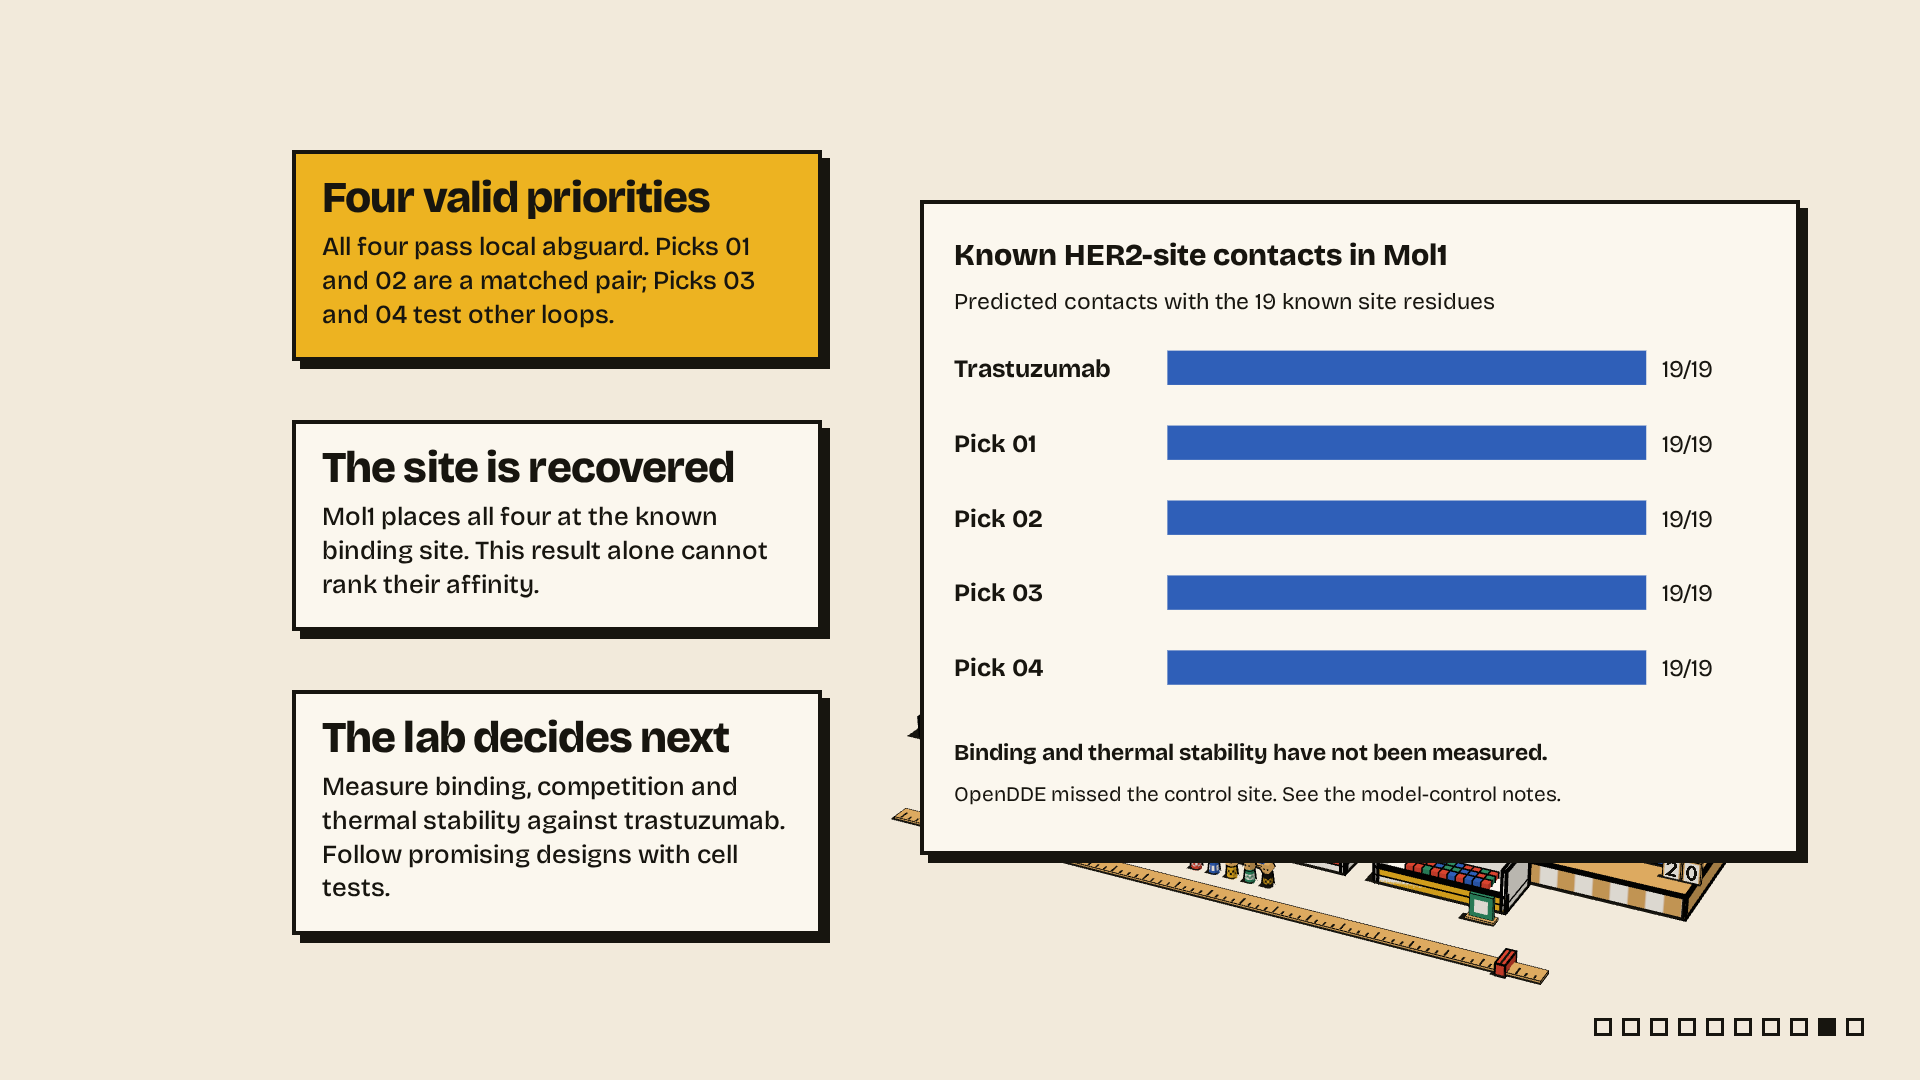 Four valid priorities
All four pass local abguard. Picks 01
and 02 are a matched pair; Picks 03
and 04 test other loops.
The site is recovered
Mol1 places all four at the known
binding site. This result alone cannot
rank their affinity.
The lab decides next
Measure binding, competition and
thermal stability against trastuzumab.
Follow promising designs with cell
tests.
Known HER2-site contacts in Mol1
Predicted contacts with the 19 known site residues
Trastuzumab 19/19
Pick 01 19/19
Pick 02 19/19
Pick 03 19/19
Pick 04 19/19
Binding and thermal stability have not been measured.
OpenDDE missed the control site. See the model-control notes.
2 0